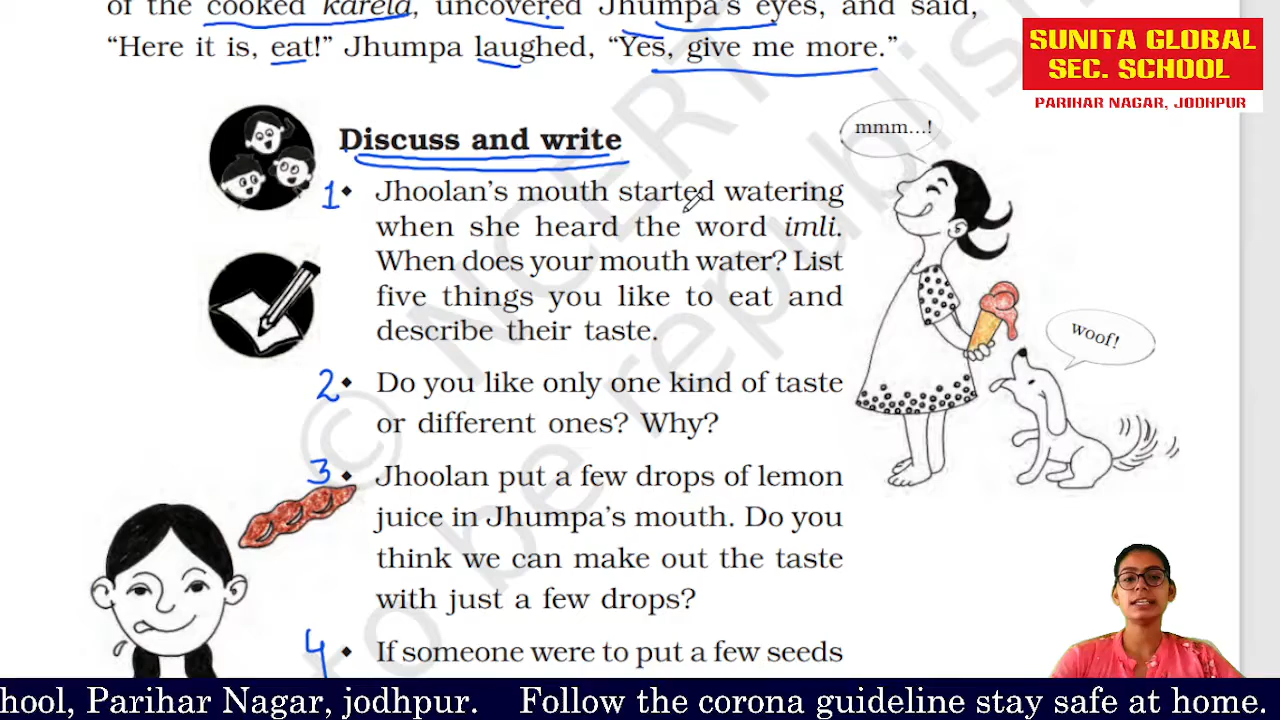 of the cooked karela, uncovered Jhumpa's eyes, and said,
"Here it is, eat!" Jhumpa laughed, "Yes, give me more."
SUNITA GLOBAL
SEC. SCHOOL
PARIHAR NAGAR, JODHPUR
mmm...!
Discuss and write
1 • Jhoolan's mouth started watering
when she heard the word imli.
When does your mouth water? List
five things you like to eat and
describe their taste.
woof!
2 • Do you like only one kind of taste
or different ones? Why?
3 • Jhoolan put a few drops of lemon
juice in Jhumpa's mouth. Do you
think we can make out the taste
with just a few drops?
4 • If someone were to put a few seeds
© NCERT
to be republish
hool, Parihar Nagar, jodhpur. Follow the corona guideline stay safe at home.